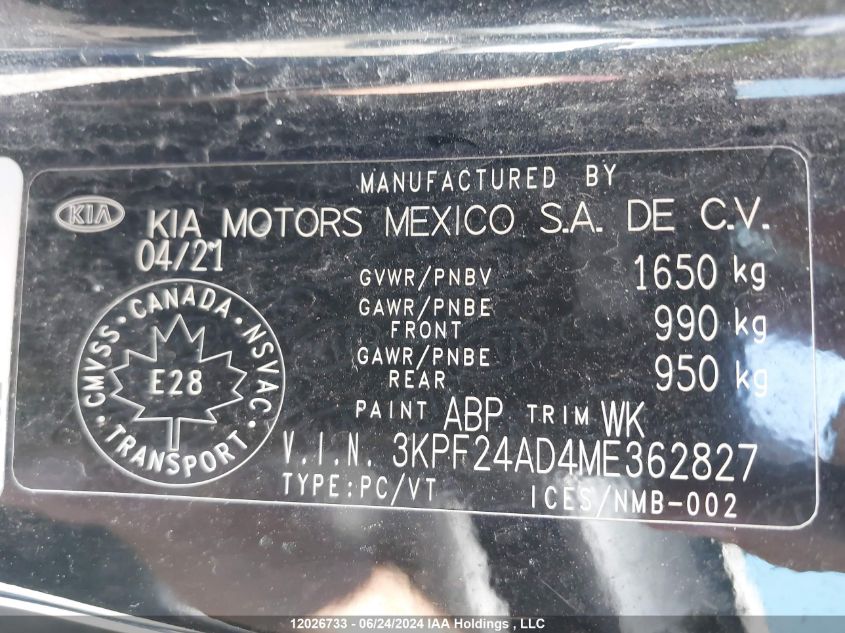 MANUFACTURED BY
KIA KIA MOTORS MEXICO S.A. DE C.V.
04/21
GVWR/PNBV 1650 kg
GAWR/PNBE FRONT 990 kg
GAWR/PNBE REAR 950 kg
CANADA • NSVAC • TRANSPORT • CMVSS •
E28
PAINT ABP TRIM WK
V.I.N. 3KPF24AD4ME362827
TYPE:PC/VT ICES/NMB-002
12026733 - 06/24/2024 IAA Holdings , LLC